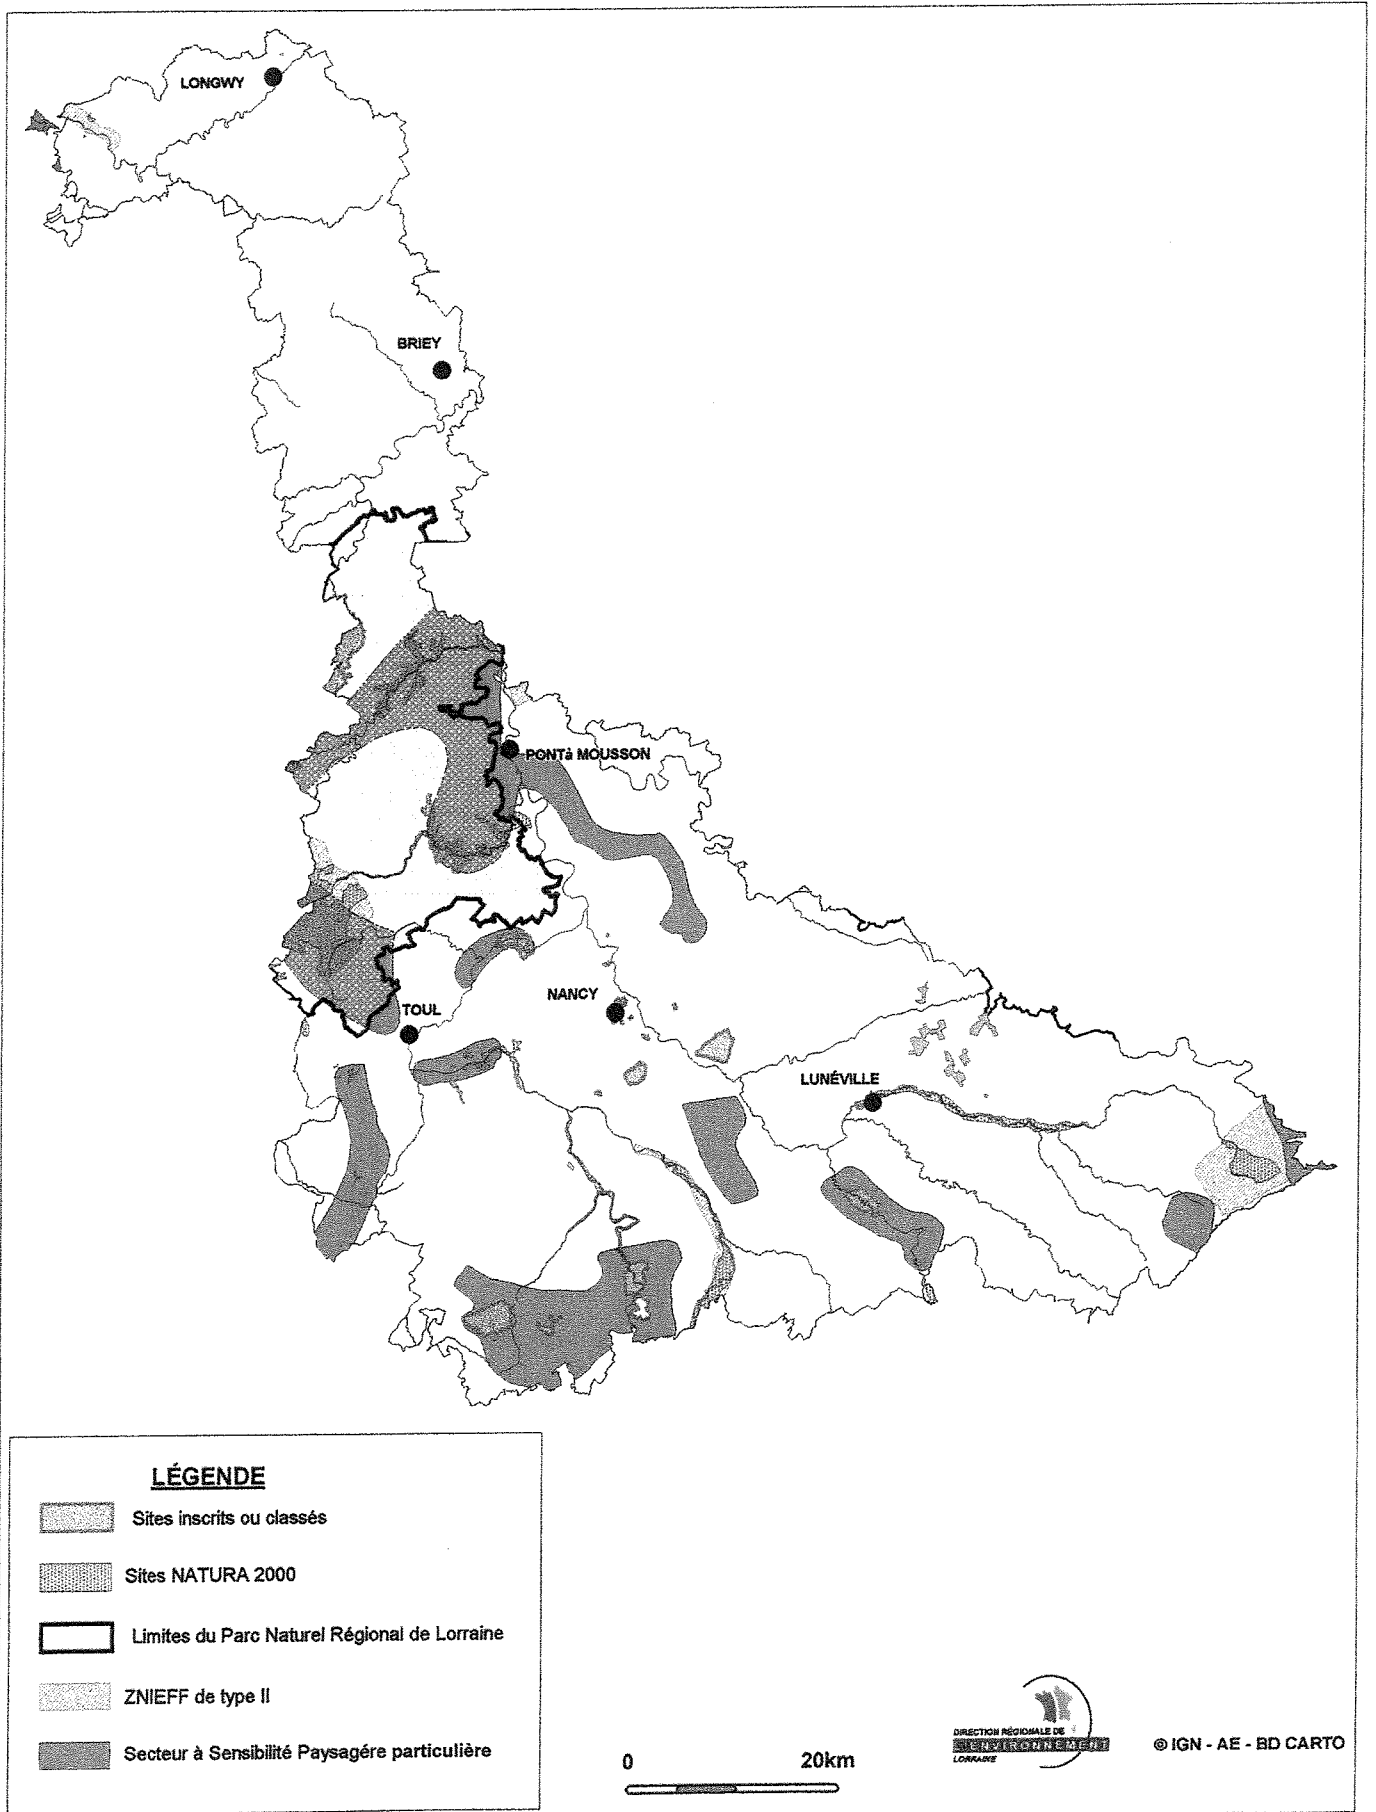 LONGWY
BRIEY
PONTà MOUSSON
NANCY
TOUL
LUNÉVILLE
LÉGENDE
Sites inscrits ou classés
Sites NATURA 2000
Limites du Parc Naturel Régional de Lorraine
ZNIEFF de type II
Secteur à Sensibilité Paysagére particulière
0 20km
DIRECTION RÉGIONALE DE
L'ENVIRONNEMENT
LORRAINE
© IGN - AE - BD CARTO